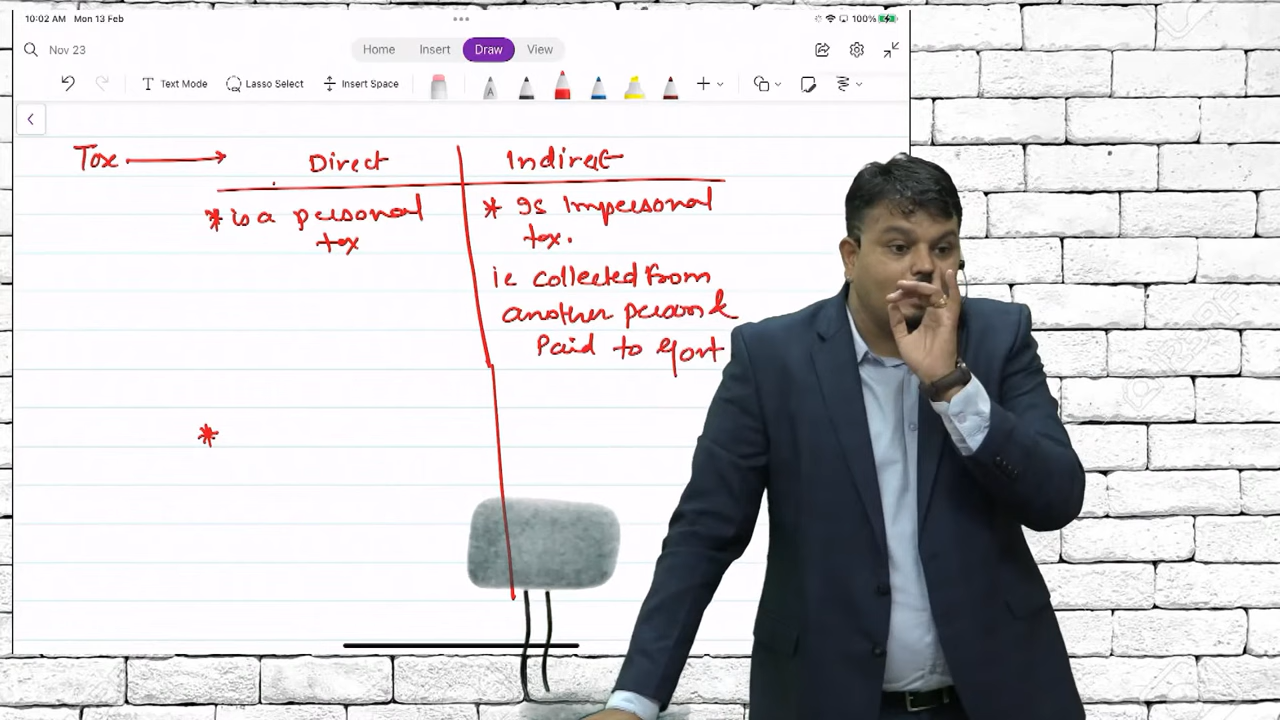 10:02 AM Mon 13 Feb
100%
Nov 23
Home Insert Draw View
Text Mode Lasso Select Insert Space
Tax Direct Indirect
* is a personal
tax
* Is Impersonal
tax.
ie collected from
another person &
Paid to Govt
*